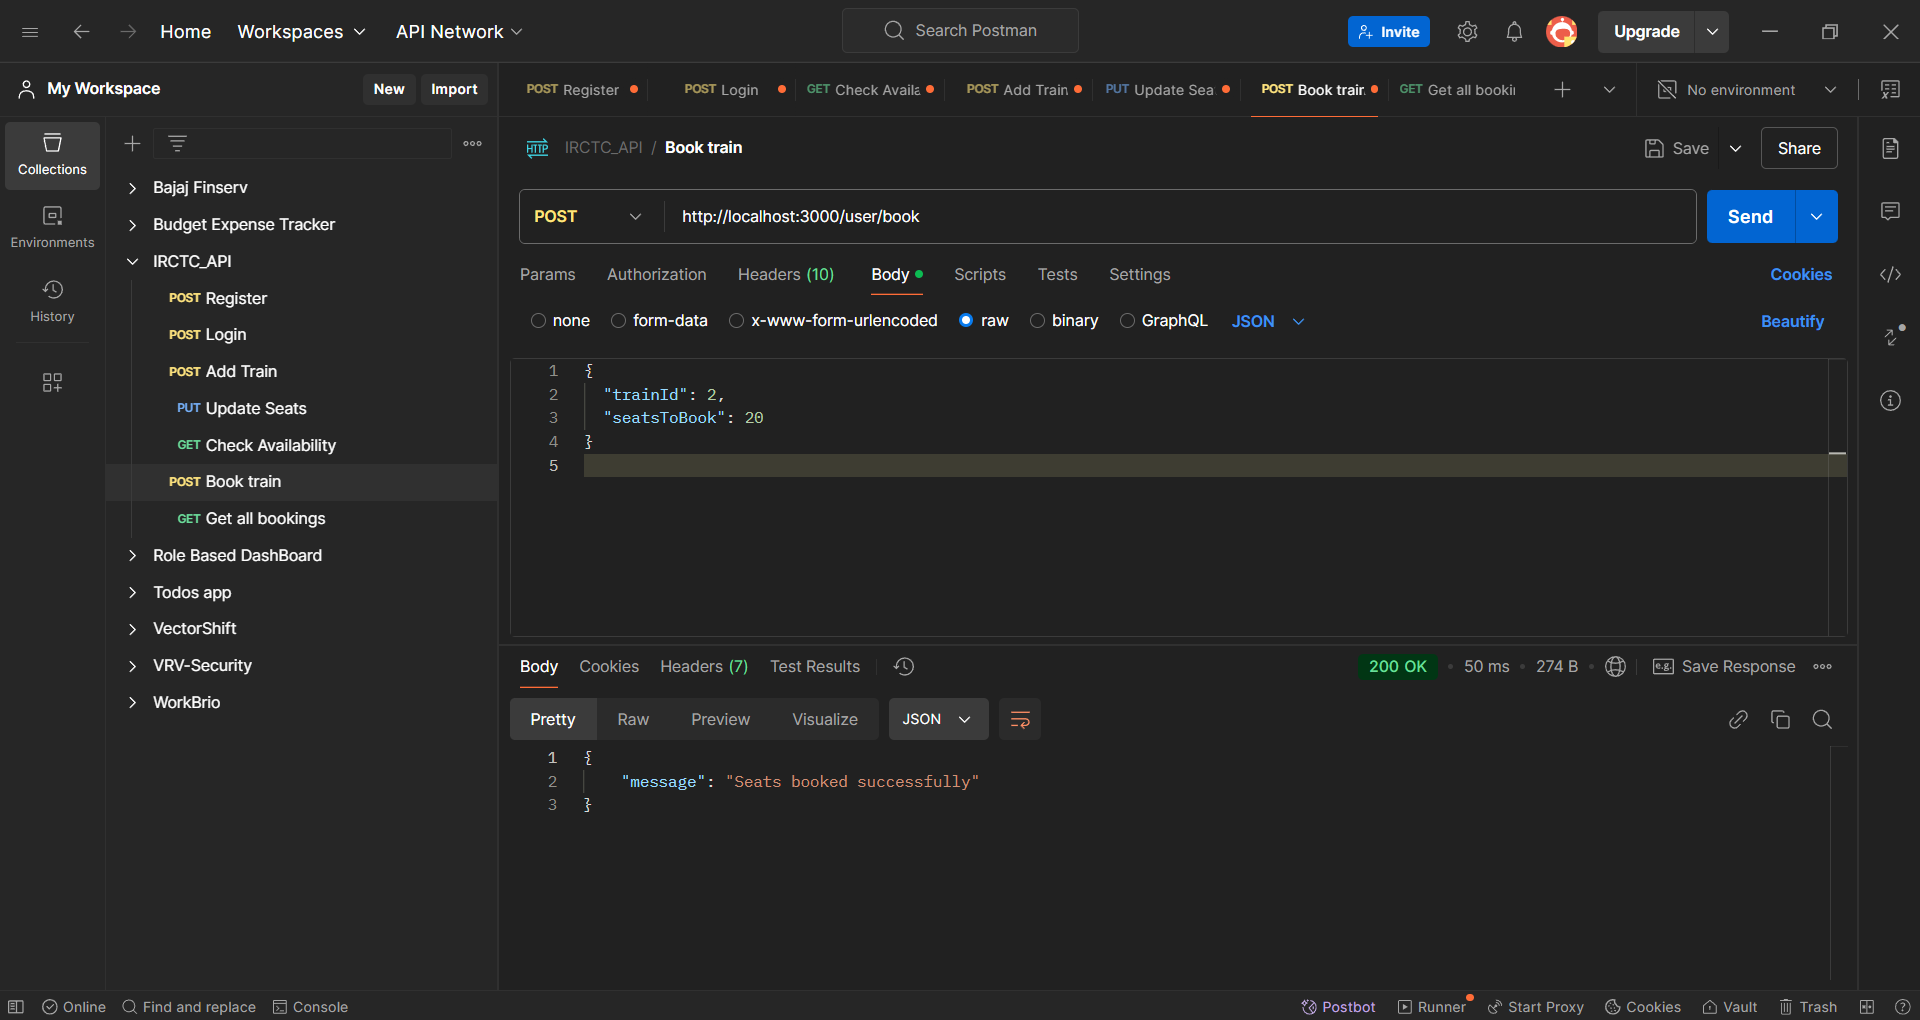 Home Workspaces API Network Search Postman Invite Upgrade
My Workspace New Import
POST Register POST Login GET Check Availa POST Add Train PUT Update Sea POST Book train GET Get all booki No environment
Collections
Environments
History
Bajaj Finserv
Budget Expense Tracker
IRCTC_API
POST Register
POST Login
POST Add Train
PUT Update Seats
GET Check Availability
POST Book train
GET Get all bookings
Role Based DashBoard
Todos app
VectorShift
VRV-Security
WorkBrio
HTTP IRCTC_API / Book train Save Share
POST http://localhost:3000/user/book Send
Params Authorization Headers (10) Body Scripts Tests Settings Cookies
none form-data x-www-form-urlencoded raw binary GraphQL JSON Beautify
1 {
2 "trainId": 2,
3 "seatsToBook": 20
4 }
5
Body Cookies Headers (7) Test Results 200 OK 50 ms 274 B e.g. Save Response
Pretty Raw Preview Visualize JSON
1 {
2 "message": "Seats booked successfully"
3 }
Online Find and replace Console Postbot Runner Start Proxy Cookies Vault Trash